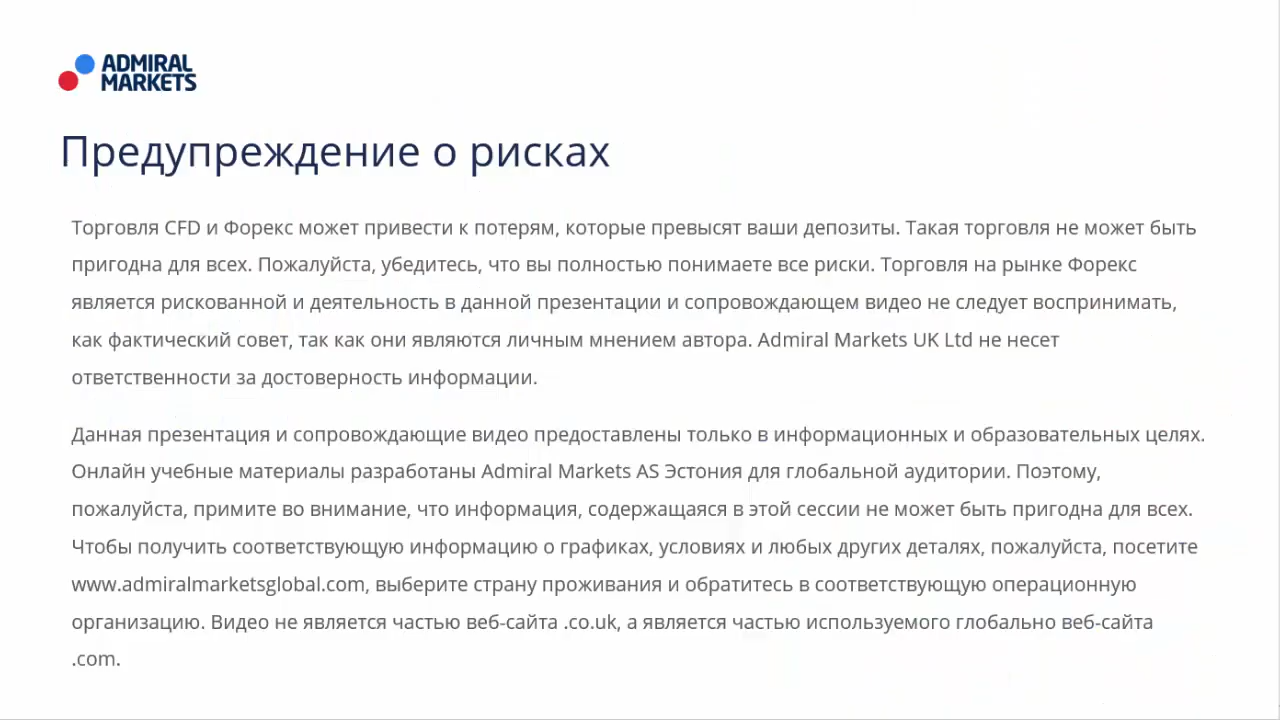 ADMIRAL
MARKETS
Предупреждение о рисках
Торговля CFD и Форекс может привести к потерям, которые превысят ваши депозиты. Такая торговля не может быть
пригодна для всех. Пожалуйста, убедитесь, что вы полностью понимаете все риски. Торговля на рынке Форекс
является рискованной и деятельность в данной презентации и сопровождающем видео не следует воспринимать,
как фактический совет, так как они являются личным мнением автора. Admiral Markets UK Ltd не несет
ответственности за достоверность информации.
Данная презентация и сопровождающие видео предоставлены только в информационных и образовательных целях.
Онлайн учебные материалы разработаны Admiral Markets AS Эстония для глобальной аудитории. Поэтому,
пожалуйста, примите во внимание, что информация, содержащаяся в этой сессии не может быть пригодна для всех.
Чтобы получить соответствующую информацию о графиках, условиях и любых других деталях, пожалуйста, посетите
www.admiralmarketsglobal.com, выберите страну проживания и обратитесь в соответствующую операционную
организацию. Видео не является частью веб-сайта .co.uk, а является частью используемого глобально веб-сайта
.com.